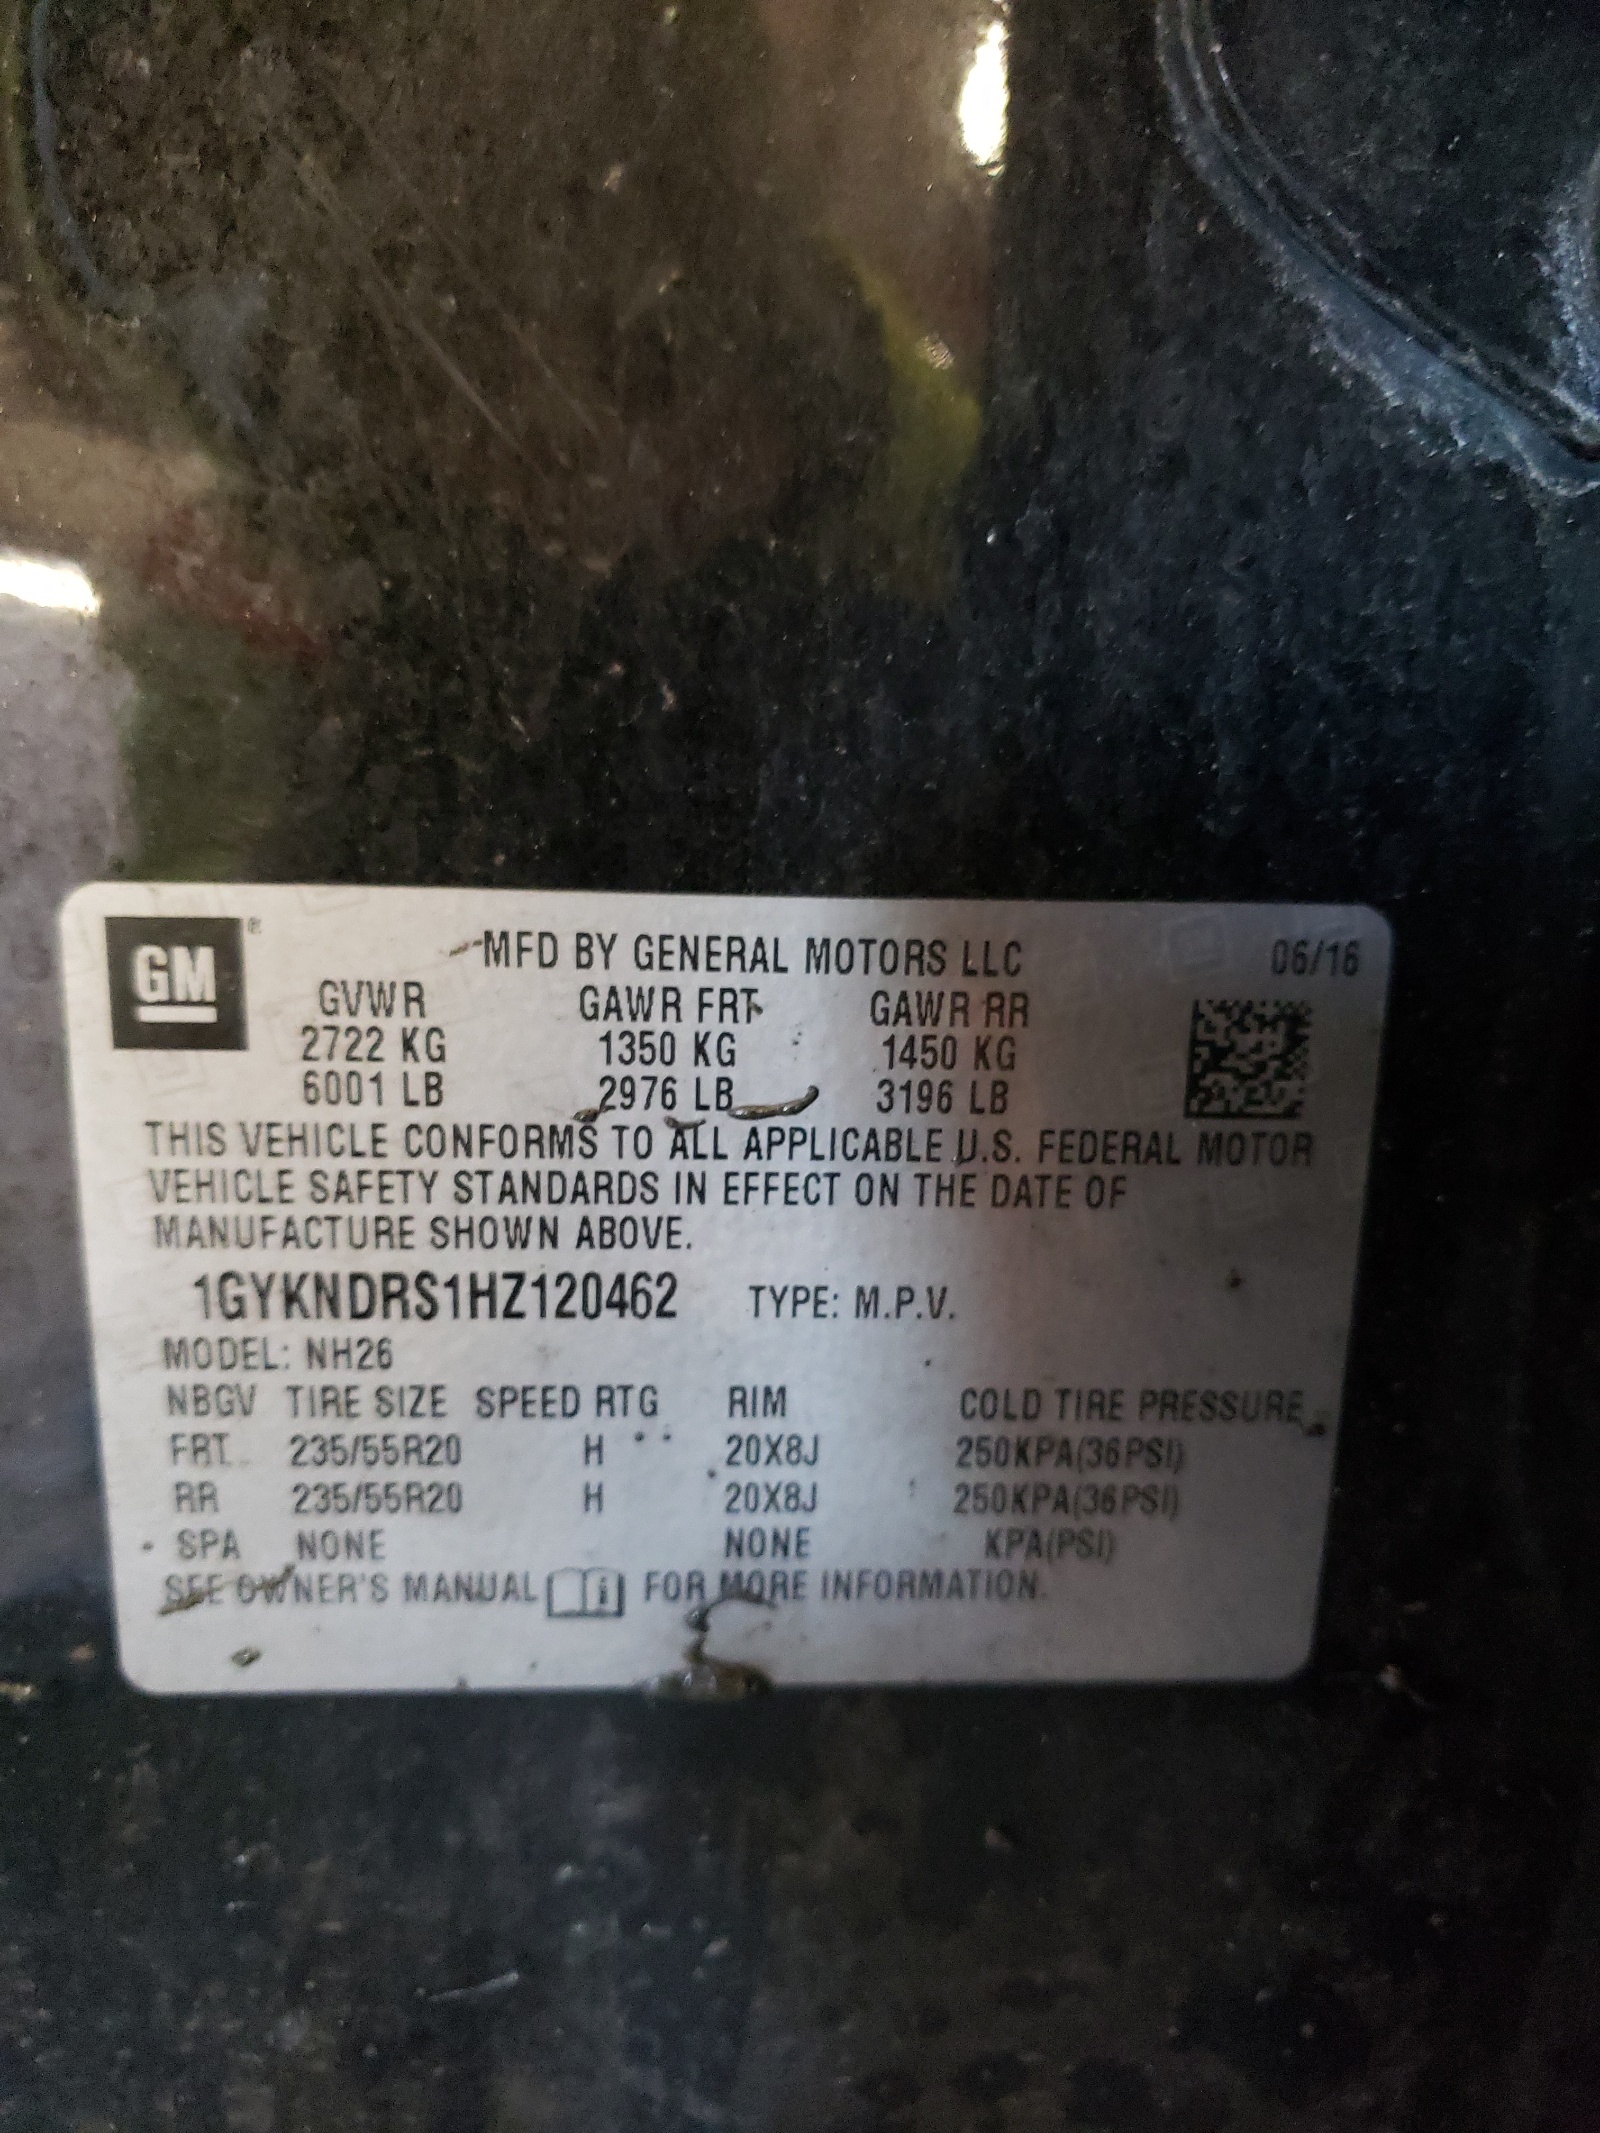 GM ®
MFD BY GENERAL MOTORS LLC 06/16
GVWR GAWR FRT GAWR RR
2722 KG 1350 KG 1450 KG
6001 LB 2976 LB 3196 LB
THIS VEHICLE CONFORMS TO ALL APPLICABLE U.S. FEDERAL MOTOR
VEHICLE SAFETY STANDARDS IN EFFECT ON THE DATE OF
MANUFACTURE SHOWN ABOVE.
1GYKNDRS1HZ120462 TYPE: M.P.V.
MODEL: NH26
NBGV TIRE SIZE SPEED RTG RIM COLD TIRE PRESSURE
FRT 235/55R20 H 20X8J 250KPA(36PSI)
RR 235/55R20 H 20X8J 250KPA(36PSI)
SPA NONE NONE KPA(PSI)
SEE OWNER'S MANUAL FOR MORE INFORMATION.